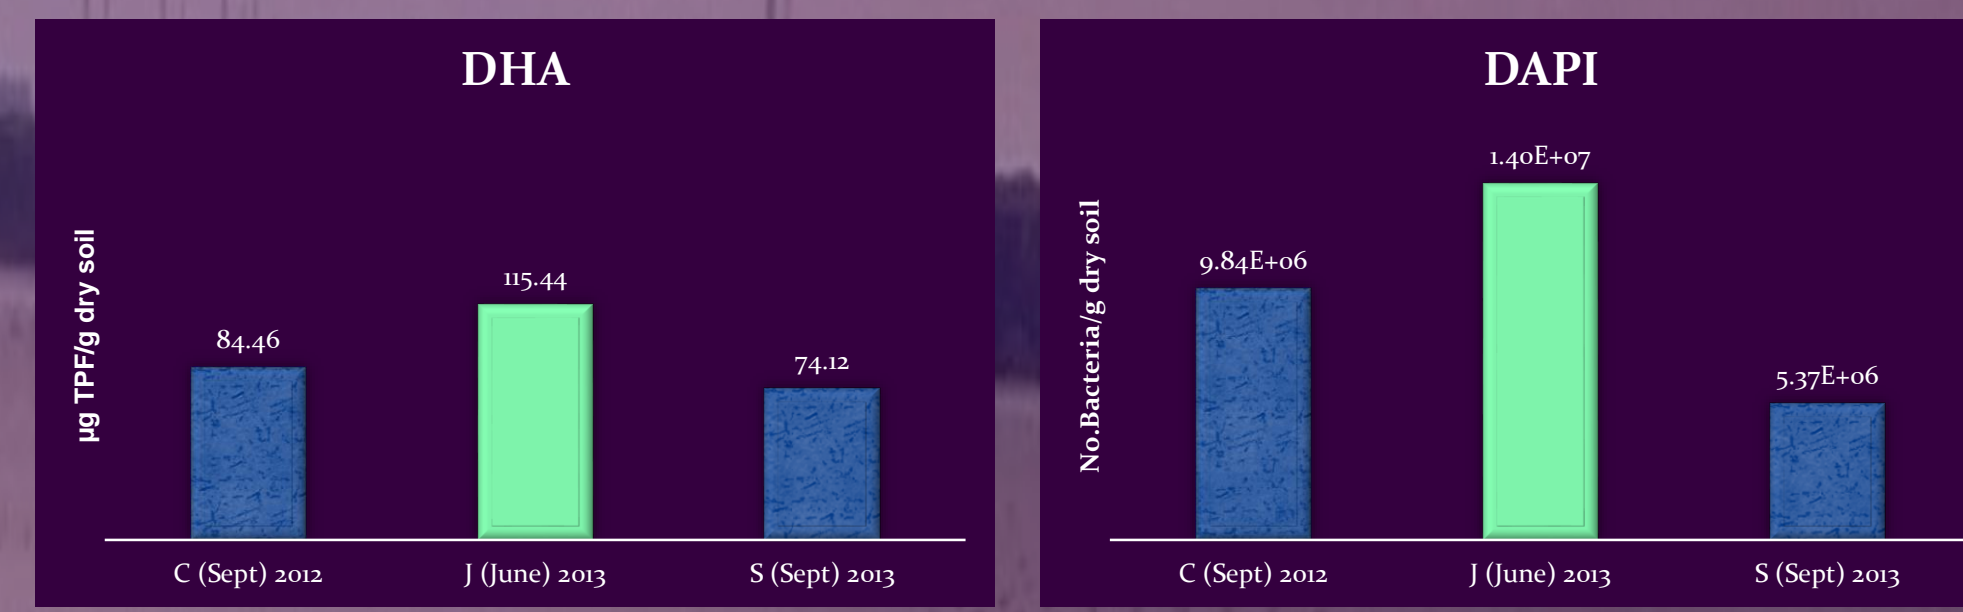 DHA
µg TPF/g dry soil
115.44
84.46
74.12
C (Sept) 2012
J (June) 2013
S (Sept) 2013
DAPI
No.Bacteria/g dry soil
1.40E+07
9.84E+06
5.37E+06
C (Sept) 2012
J (June) 2013
S (Sept) 2013